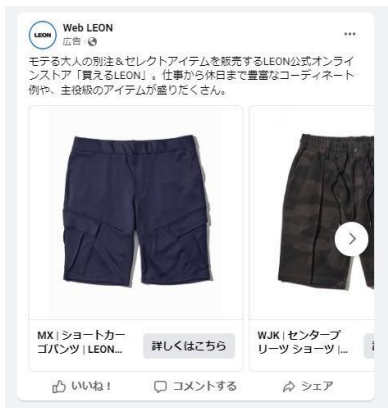 LEON
Web LEON
広告・
モテる大人の別注＆セレクトアイテムを販売するLEON公式オンライ
ンストア「買えるLEON」。仕事から休日まで豊富なコーディネート
例や、主役級のアイテムが盛りだくさん。
MX | ショートカー
ゴパンツ | LEON...
詳しくはこちら
WJK | センタープ
リーツ ショーツ |...
いいね！
コメントする
シェア